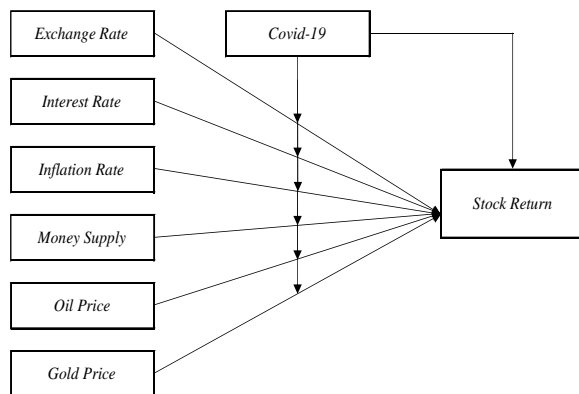 Exchange Rate
Covid-19
Interest Rate
Inflation Rate
Stock Return
Money Supply
Oil Price
Gold Price